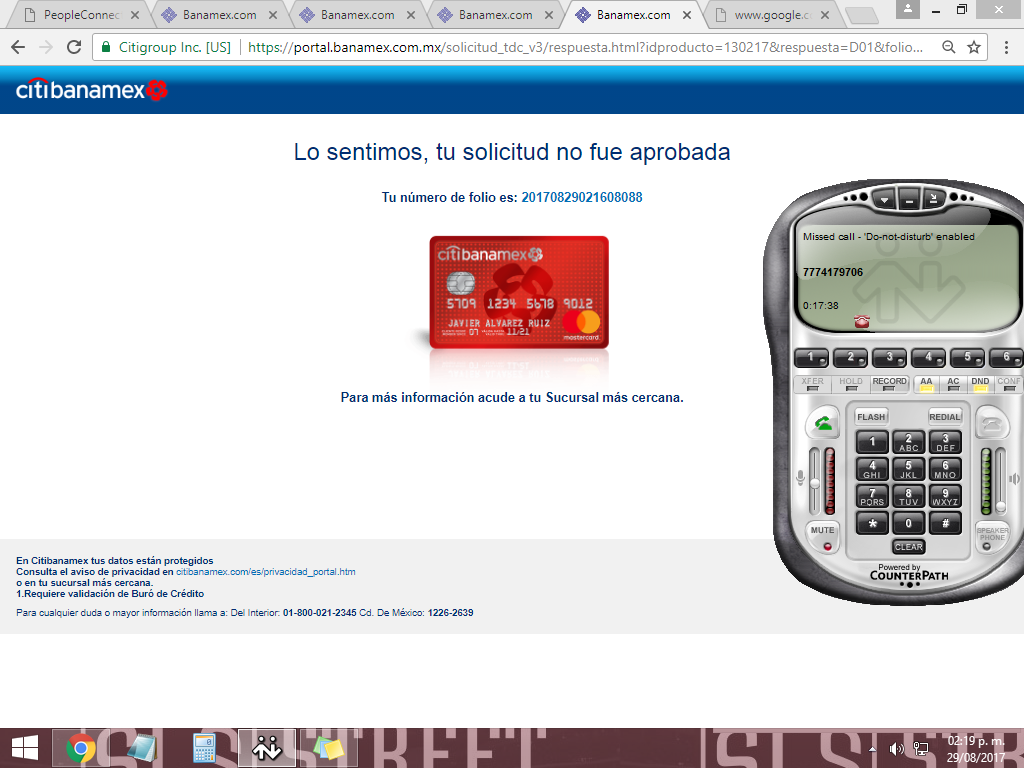 PeopleConnec
Banamex.com
Banamex.com
Banamex.com
Banamex.com
www.google.c
Citigroup Inc. [US]
https://portal.banamex.com.mx/solicitud_tdc_v3/respuesta.html?idproducto=130217&respuesta=D01&folio...
citibanamex
Lo sentimos, tu solicitud no fue aprobada
Tu número de folio es: 20170829021608088
citibanamex
5709 1234 5678 9012
JAVIER ALVAREZ RUIZ
07
11/21
mastercard
Para más información acude a tu Sucursal más cercana.
Missed call - 'Do-not-disturb' enabled
7774179706
0:17:38
1 2 3 4 5 6
XFER HOLD RECORD AA AC DND CONF
FLASH REDIAL
1 2 ABC 3 DEF
4 GHI 5 JKL 6 MNO
7 PQRS 8 TUV 9 WXYZ
* 0 #
MUTE
SPEAKER PHONE
CLEAR
Powered by
COUNTERPATH
En Citibanamex tus datos están protegidos
Consulta el aviso de privacidad en citibanamex.com/es/privacidad_portal.htm
o en tu sucursal más cercana.
1.Requiere validación de Buró de Crédito
Para cualquier duda o mayor información llama a: Del Interior: 01-800-021-2345 Cd. De México: 1226-2639
02:19 p. m.
29/08/2017